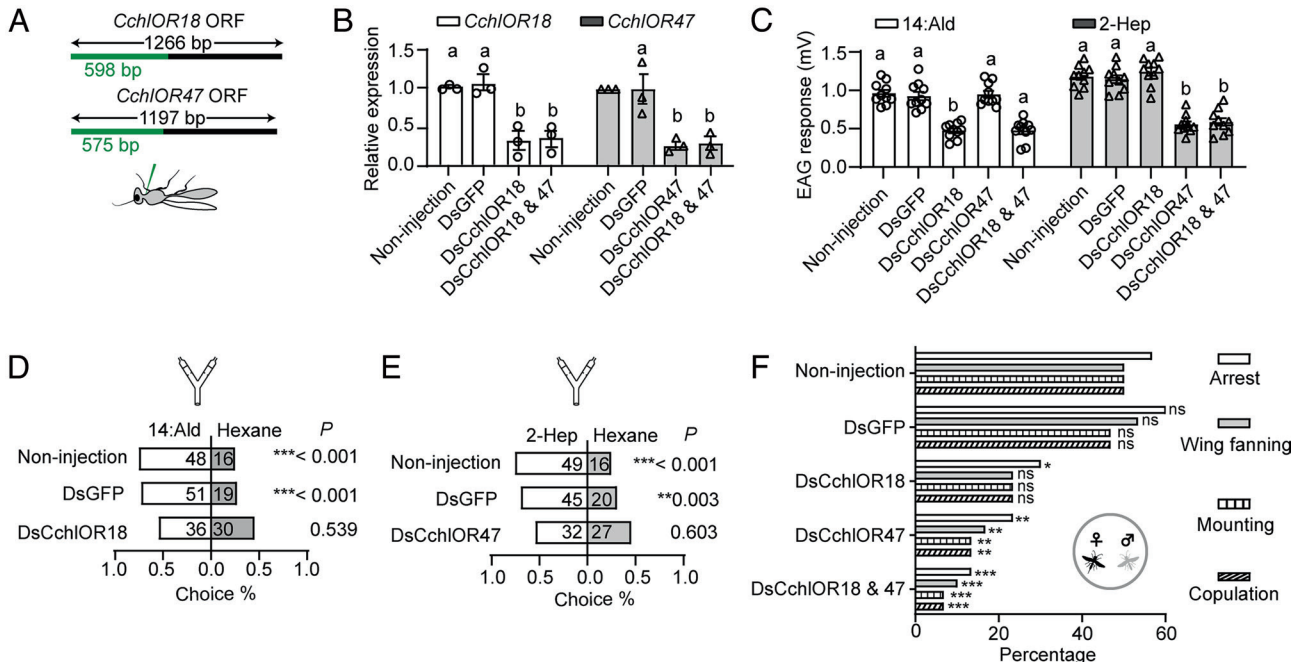 A
CchlOR18 ORF
1266 bp
598 bp
CchlOR47 ORF
1197 bp
575 bp
B
CchlOR18 CchlOR47
Relative expression
1.5
1.0
0.5
0.0
a a b b a a b b
Non-injection
DsGFP
DsCchlOR18
DsCchlOR18 & 47
Non-injection
DsGFP
DsCchlOR47
DsCchlOR18 & 47
C
14:Ald 2-Hep
EAG response (mV)
1.5
1.0
0.5
0.0
a a b a a a a a b b
Non-injection
DsGFP
DsCchlOR18
DsCchlOR47
DsCchlOR18 & 47
Non-injection
DsGFP
DsCchlOR18
DsCchlOR47
DsCchlOR18 & 47
D
14:Ald Hexane P
Non-injection 48 16 ***< 0.001
DsGFP 51 19 ***< 0.001
DsCchlOR18 36 30 0.539
1.0 0.5 0.0 0.5 1.0
Choice %
E
2-Hep Hexane P
Non-injection 49 16 ***< 0.001
DsGFP 45 20 **0.003
DsCchlOR47 32 27 0.603
1.0 0.5 0.0 0.5 1.0
Choice %
F
Non-injection
DsGFP
ns
ns
ns
ns
DsCchlOR18
*
ns
ns
ns
DsCchlOR47
**
**
**
**
DsCchlOR18 & 47
***
***
***
***
♀ ♂
0 20 40 60
Percentage
Arrest
Wing fanning
Mounting
Copulation